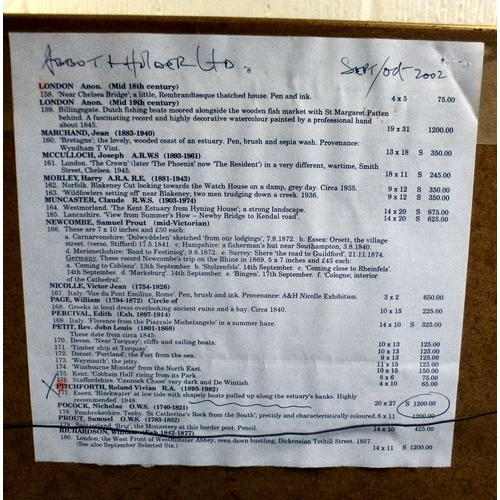 ABBOTT & HOLDER LTD. SEPT/OCT 2002
8
LONDON Anon. (Mid 18th century)
158. 'Near Chelsea Bridge'; a little, Rembrandtesque thatched house. Pen and ink. 4 x 5 75.00
LONDON Anon. (Mid 19th century)
159. Billingsgate. Dutch fishing boats moored alongside the wooden fish market with St Margaret Patten
behind. A fascinating record and highly decorative watercolour painted by a professional hand
about 1845. 19 x 31 1200.00
MARCHAND, Jean (1883-1940)
160. 'Bretagne'; the lovely, wooded coast of an estuary. Pen, brush and sepia wash. Provenance:
Wyndham T Vint. 13 x 18 S 350.00
MCCULLOCH, Joseph A.R.W.S (1893-1961)
161. London. 'The Crown' (later 'The Phoenix' now 'The Resident') in a very different, wartime, Smith
Street, Chelsea. 1945. 18 x 11 S 245.00
MORLEY, Harry A.R.A. R.E. (1881-1943)
162. Norfolk. Blakeney Cut looking towards the Watch House on a damp, grey day. Circa 1935. 9 x 12 S 350.00
163. 'Wildfowlers setting off' near Blakeney; two men trudging down a creek. 1936. 9 x 12 S 350.00
MUNCASTER, Claude R.W.S. (1903-1974)
164. Westmorland. 'The Kent Estuary from Hyning House'; a strong landscape. 14 x 20 S 675.00
165. Lancashire. 'View from Summer's How – Newby Bridge to Kendal road'. 14 x 20 S 625.00
NEWCOMBE, Samuel Prout (mid-Victorian)
166. These are 7 x 10 inches and £50 each:
a. Carnarvonshire: 'Dolwyddelen' sketched 'from our lodgings', 7.8.1872. b. Essex: Orsett, the village
street. (verso, Stifford) 17.5.1841. c. Hampshire: a fisherman's hut near Southampton, 3.8.1840.
d. Merionethshire: 'Road to Festiniog', 9.8.1872. e. Surrey: Shere 'the road to Guildford', 21.11.1874.
Germany. These record Newcombe's trip on the Rhine in 1869. 5 x 7 inches and £45 each:
a. 'Coming to Coblenz'. 13th September. b. 'Stolzenfels'. 14th September. c. 'Coming close to Rheinfels'.
14th September. d. 'Marksburg'. 14th September. e. 'Bingen'. 17th September. f. 'Cologne', interior
of the Cathedral'.
NICOLLE, Victor Jean (1754-1826)
167. Italy. 'Vue du Pont Emilius, Rome'. Pen, brush and ink. Provenance: A&H Nicolle Exhibition. 3 x 2 650.00
PAGE, William (1794-1872) Circle of
168. Greeks in local dress overlooking ancient ruins and a bay. Circa 1840. 10 x 15 225.00
PERCIVAL, Edith (Exh. 1897-1914)
169. Italy. 'Florence from the Piazzale Michelangelo' in a summer haze. 14 x 10 S 325.00
PETIT, Rev. John Louis (1801-1868)
These date from circa 1845:
170. Devon. 'Near Torquay'; cliffs and sailing boats. 10 x 13 125.00
171. 'Timber ship at Torquay'. 10 x 13 125.00
172. Dorset. 'Portland'; the Fort from the sea. 10 x 13 125.00
173. 'Weymouth'; the jetty. 9 x 13 125.00
174. 'Wimbourne Minster' from the North. 10 x 15 150.00
175. Kent. 'Cobham Hall' rising from its Park. 8 x 6 75.00
176. Staffordshire. 'Cannock Chase' very dark and De Wintish. 4 x 10 65.00
PITCHFORTH, Roland Vivian R.A. (1895-1982)
177. Essex. 'Blackwater' at low tide with shapely boats pulled up along the estuary's banks. Highly
recommended. 1948. 20 x 27 S 1200.00
POCOCK, Nicholas O.W.S. (1740-1821)
178. Pembrokeshire. Tenby. 'St Catherine's Rock from the South'; prettily and characteristically coloured. 8 x 11 1200.00
PROUT, Samuel O.W.S. (1783-1852)
179. Switzerland. 'Brig', the Monastery at this border post. Pencil. 14 x 10 425.00
RICHARDSON, (Exh 1842-1877)
180. London; the West Front of Westminster Abbey, seen down bustling, Dickensian Tothill Street. 1857.
(See also September Selected Six.) 14 x 11 S 1200.00